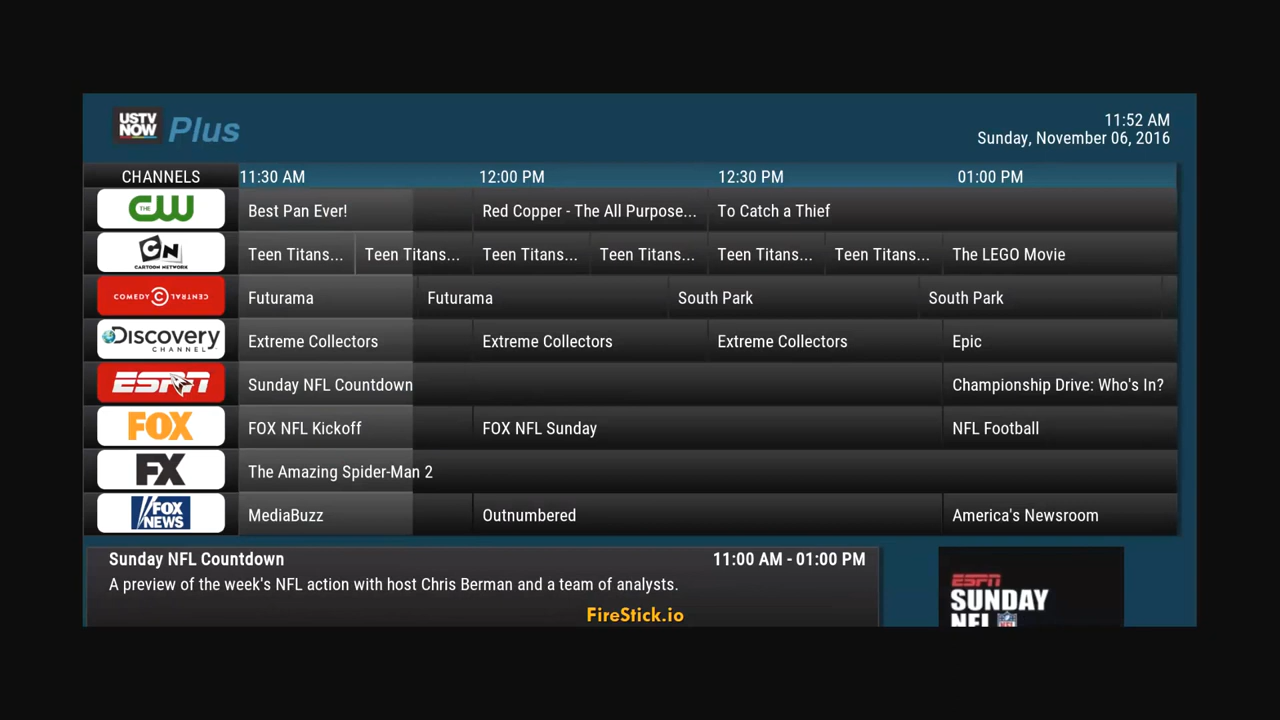 USTV
NOW Plus
11:52 AM
Sunday, November 06, 2016
CHANNELS 11:30 AM 12:00 PM 12:30 PM 01:00 PM
THE CW Best Pan Ever! Red Copper - The All Purpose... To Catch a Thief
CN
CARTOON NETWORK Teen Titans... Teen Titans... Teen Titans... Teen Titans... Teen Titans... Teen Titans... The LEGO Movie
COMEDY C CENTRAL Futurama Futurama South Park South Park
Discovery
CHANNEL Extreme Collectors Extreme Collectors Extreme Collectors Epic
ESPN Sunday NFL Countdown Championship Drive: Who's In?
FOX FOX NFL Kickoff FOX NFL Sunday NFL Football
FX The Amazing Spider-Man 2
FOX
NEWS MediaBuzz Outnumbered America's Newsroom
Sunday NFL Countdown 11:00 AM - 01:00 PM
A preview of the week's NFL action with host Chris Berman and a team of analysts.
FireStick.io
ESPN
SUNDAY
NFL